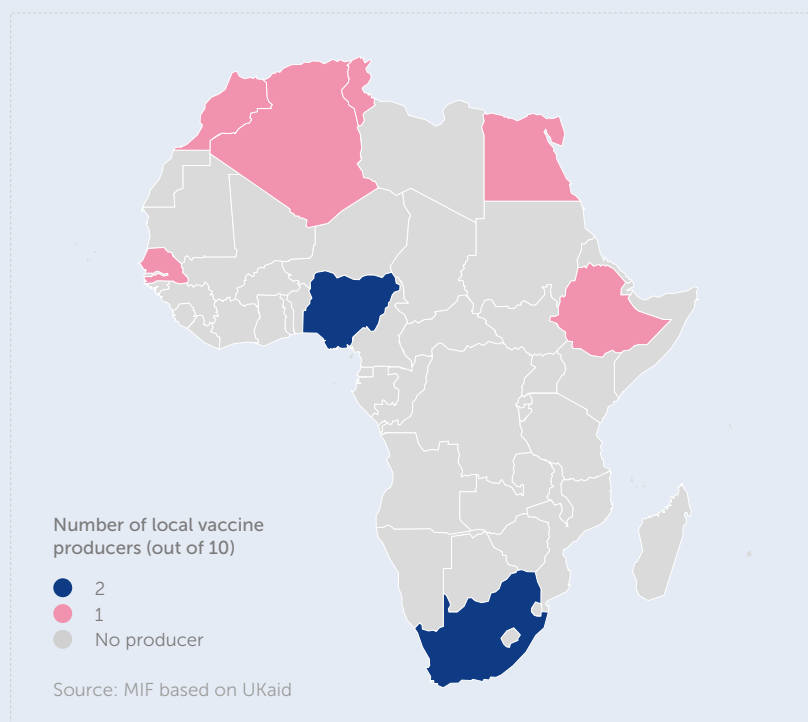 Number of local vaccine
producers (out of 10)
2
1
No producer
Source: MIF based on UKaid